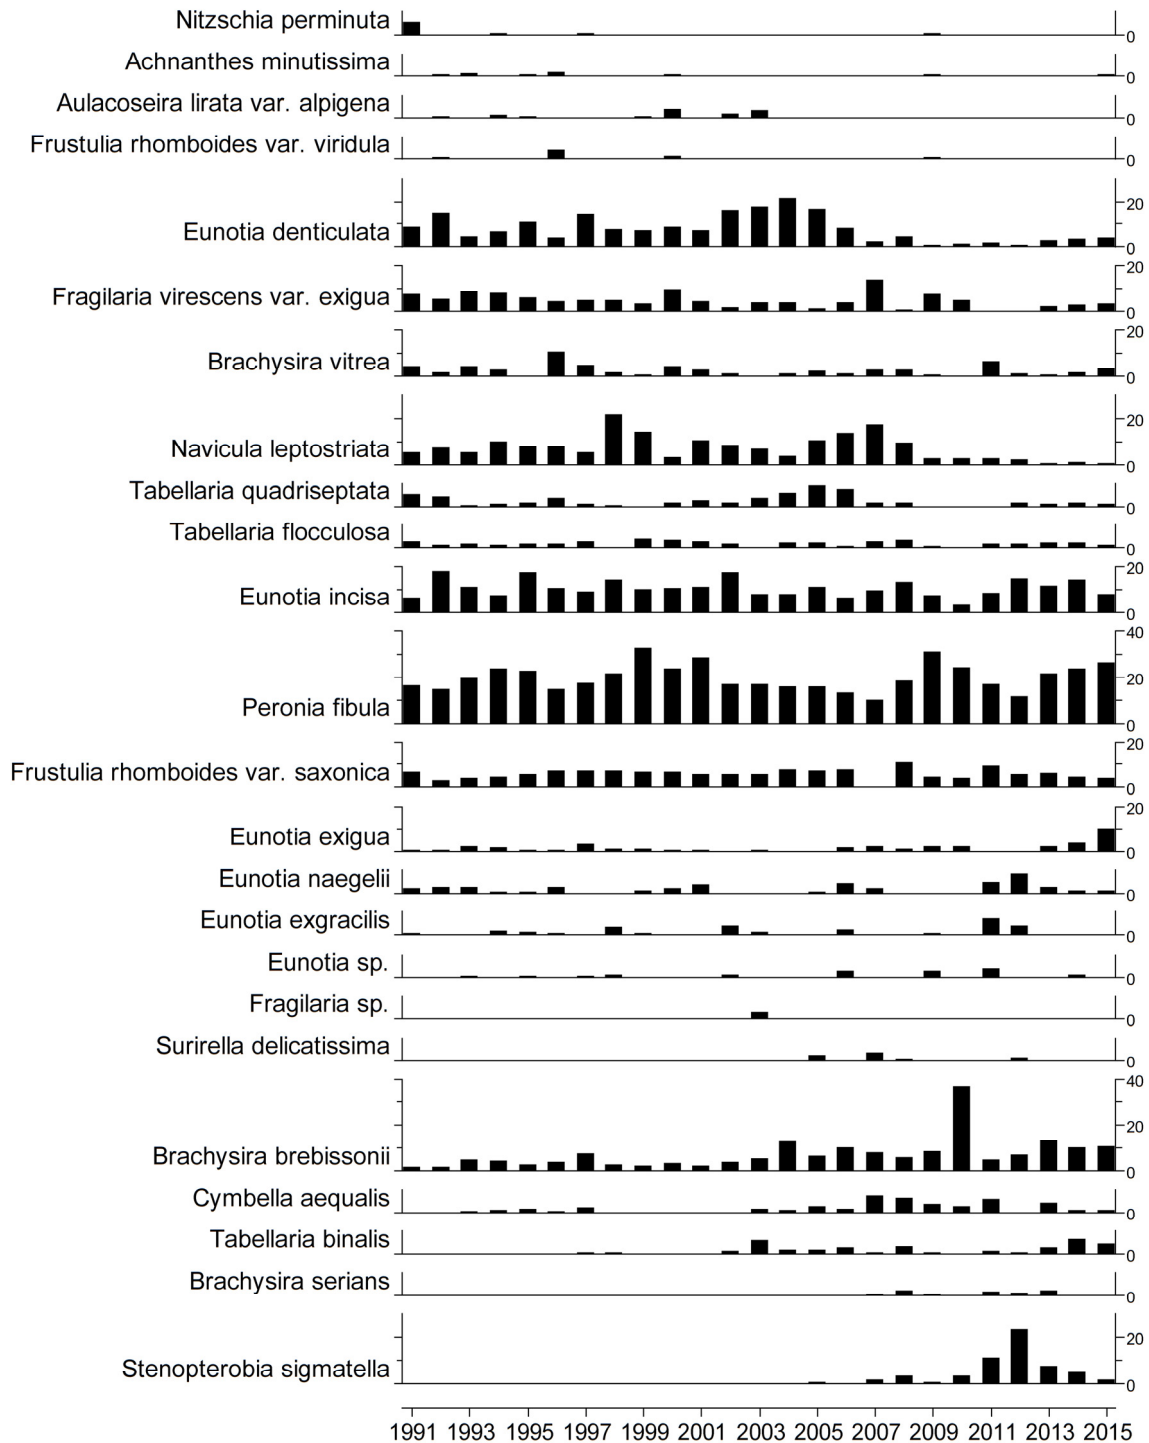 Nitzschia perminuta
0
Achnanthes minutissima
0
Aulacoseira lirata var. alpigena
0
Frustulia rhomboides var. viridula
0
20
Eunotia denticulata
0
20
Fragilaria virescens var. exigua
0
20
Brachysira vitrea
0
20
Navicula leptostriata
0
Tabellaria quadriseptata
0
Tabellaria flocculosa
0
20
Eunotia incisa
0
40
20
Peronia fibula
0
20
Frustulia rhomboides var. saxonica
0
20
Eunotia exigua
0
Eunotia naegelii
0
Eunotia exgracilis
0
Eunotia sp.
0
Fragilaria sp.
0
Surirella delicatissima
0
40
20
Brachysira brebissonii
0
Cymbella aequalis
0
Tabellaria binalis
0
Brachysira serians
0
20
Stenopterobia sigmatella
0
1991 1993 1995 1997 1999 2001 2003 2005 2007 2009 2011 2013 2015